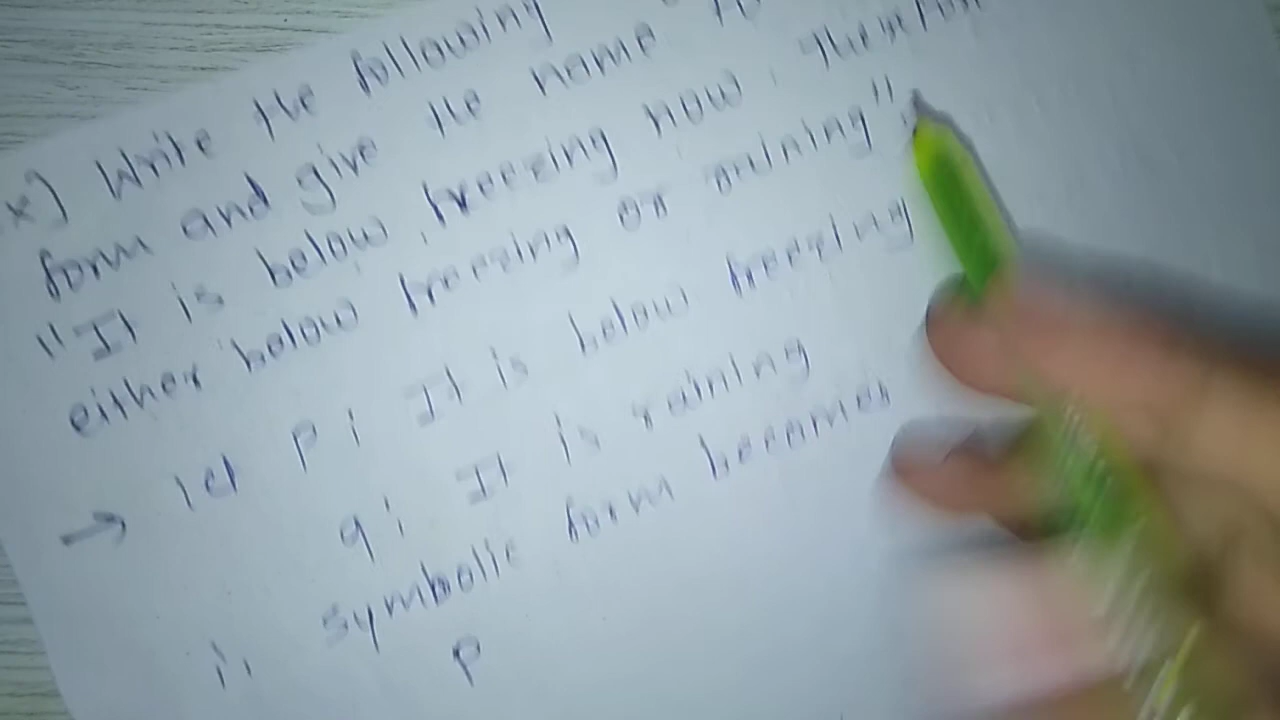 x) Write the following
form and give the name
"It is below freezing now. Therefore
either below freezing or raining".
→ let p: It is below freezing
q: It is raining
∴ symbolic form becomes
p